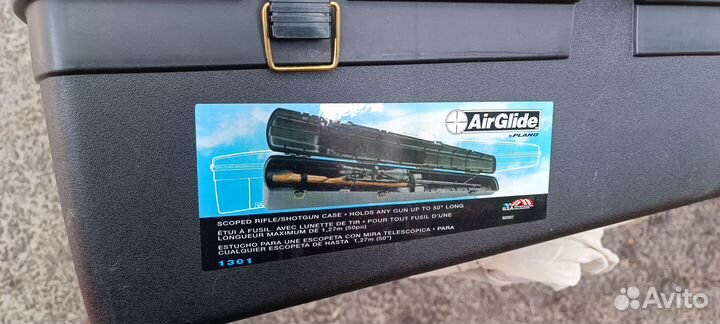 AirGlide
by PLANO
SCOPED RIFLE/SHOTGUN CASE • HOLDS ANY GUN UP TO 50" LONG
ÉTUI À FUSIL AVEC LUNETTE DE TIR • POUR TOUT FUSIL D'UNE
LONGUEUR MAXIMUM DE 1,27m (50po)
ESTUCHO PARA UNE ESCOPETA CON MIRA TELESCÓPICA • PARA
CUALQUIER ESCOPETA DE HASTA 1,27m (50")
1301
Avito